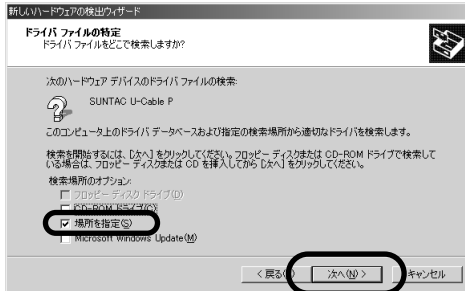 新しいハードウェアの検出ウィザード
ドライバ ファイルの特定
ドライバ ファイルをどこで検索しますか?
次のハードウェア デバイスのドライバ ファイルの検索:
SUNTAC U-Cable P
このコンピュータ上のドライバ データベースおよび指定の検索場所から適切なドライバを検索します。
検索を開始するには、[次へ] をクリックしてください。フロッピー ディスクまたは CD-ROM ドライブで検索して
いる場合は、フロッピー ディスクまたは CD を挿入してから [次へ] をクリックしてください。
検索場所のオプション:
フロッピー ディスク ドライブ(D)
CD-ROM ドライブ(C)
場所を指定(S)
Microsoft Windows Update(M)
< 戻る( 次へ(N) > キャンセル